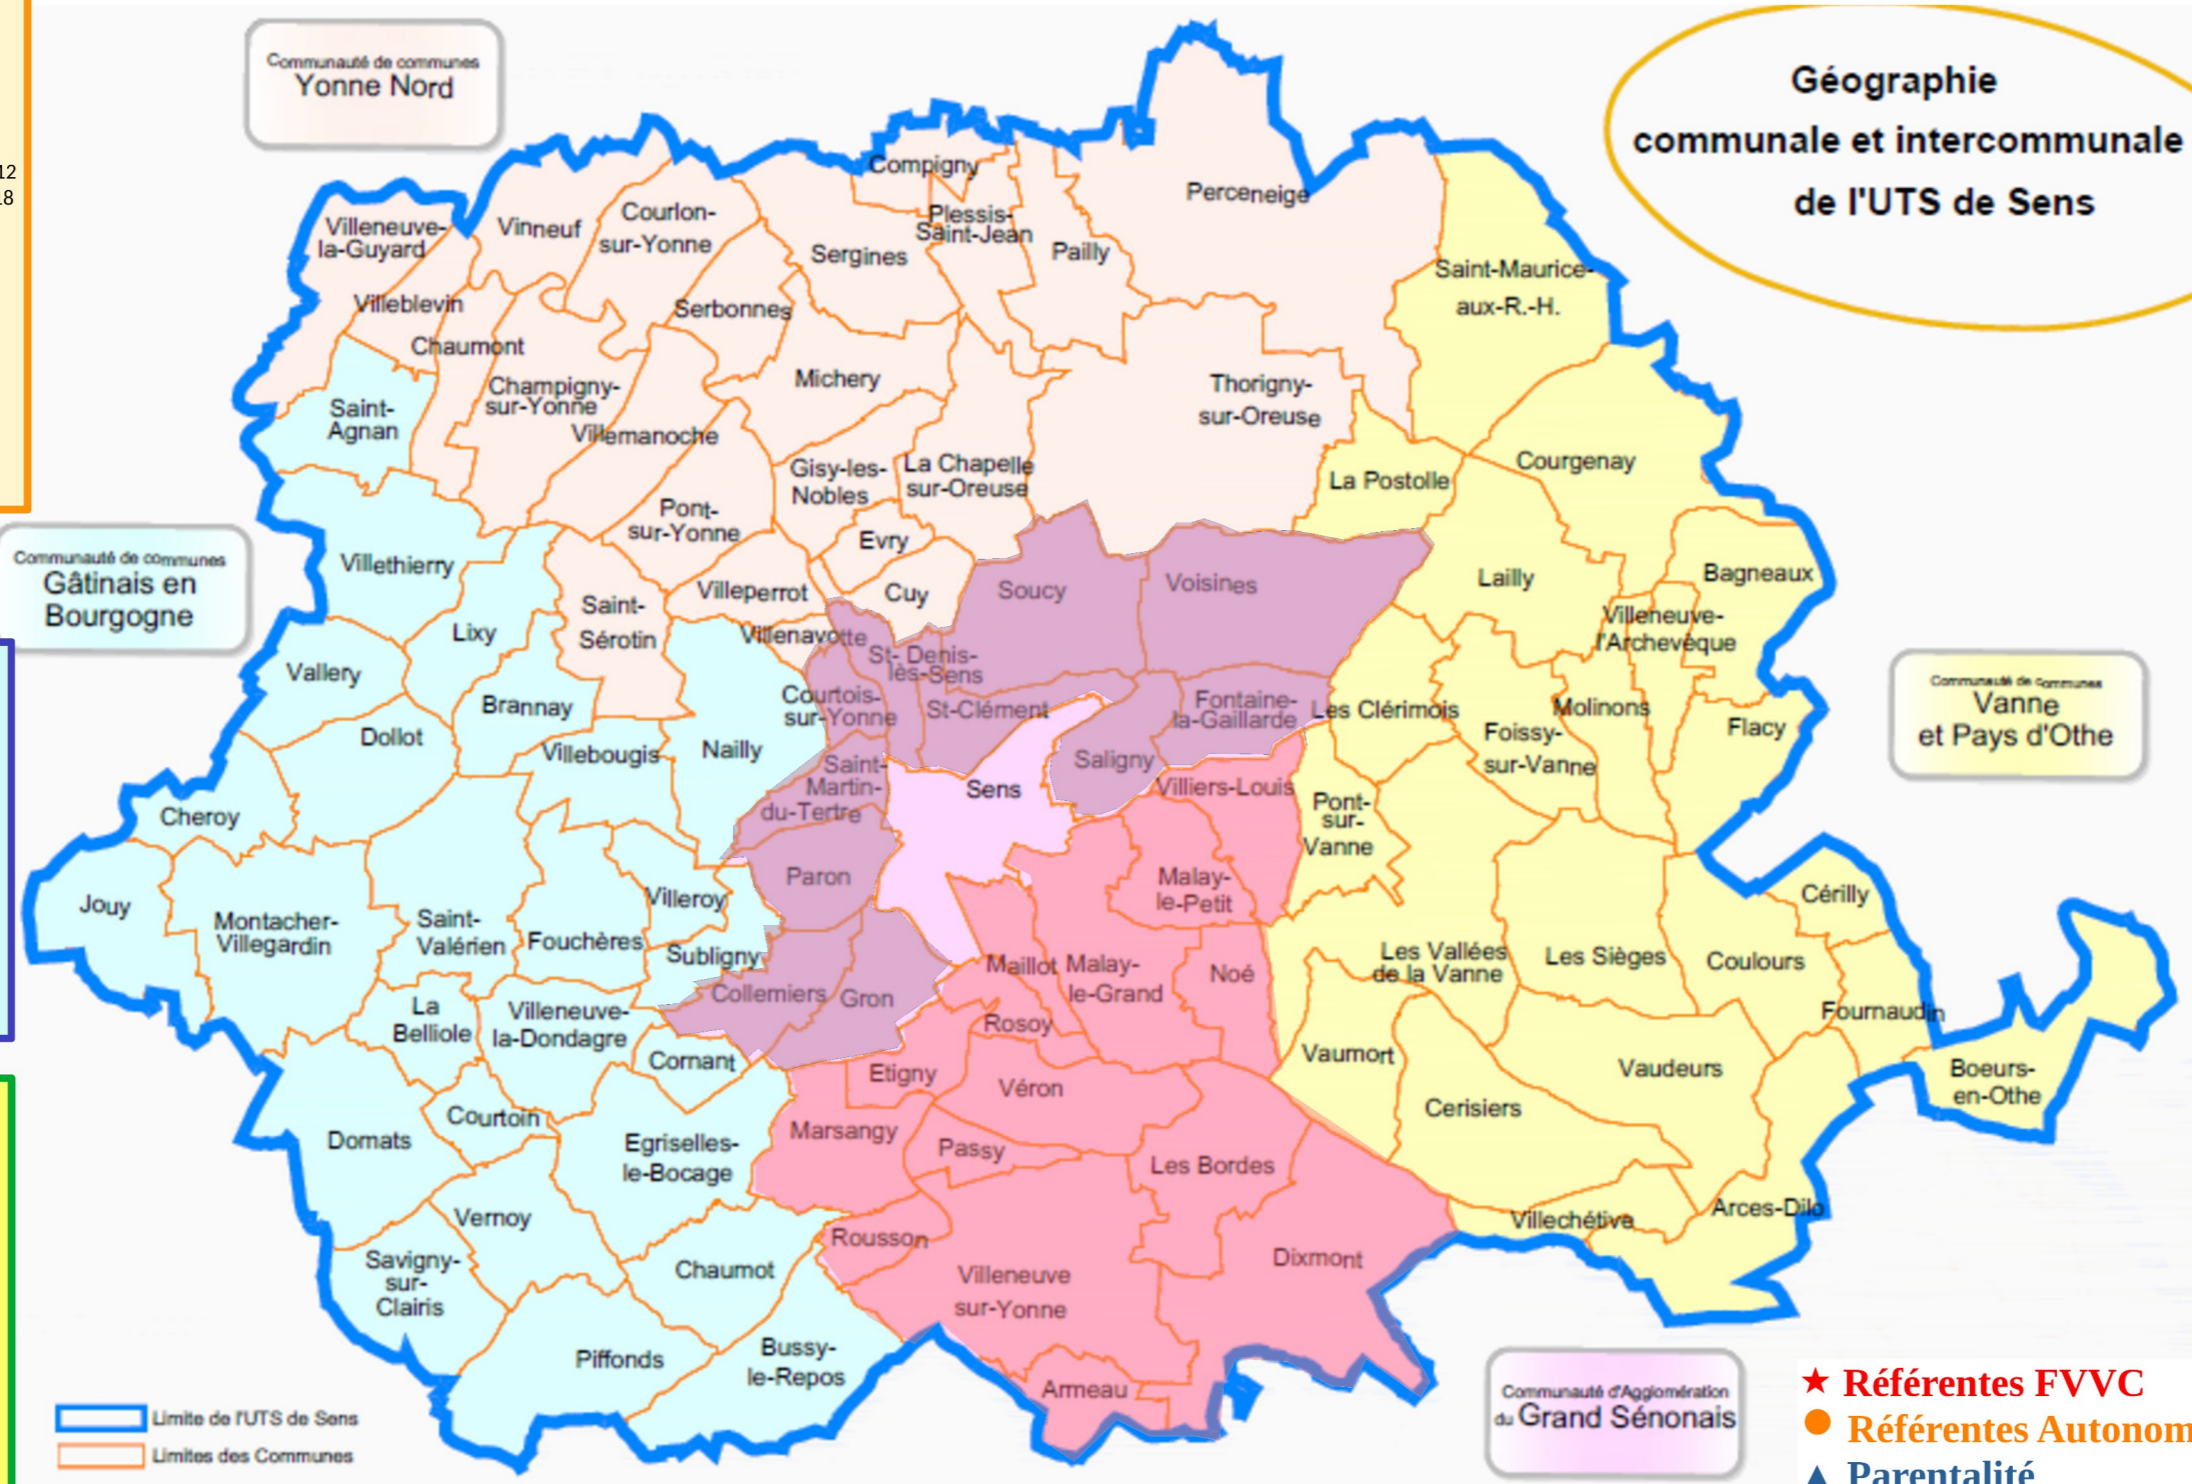 Communauté de communes
Yonne Nord
Géographie
communale et intercommunale
de l'UTS de Sens
12
18
Compigny
Perceneige
Villeneuve-
la-Guyard
Vinneuf
Courlon-
sur-Yonne
Plessis-
Saint-Jean
Sergines
Pailly
Saint-Maurice-
aux-R.-H.
Villeblevin
Serbonnes
Chaumont
Champigny-
sur-Yonne
Michery
Thorigny-
sur-Oreuse
Saint-
Agnan
Villemanoche
Gisy-les-
Nobles
La Chapelle
sur-Oreuse
La Postolle
Courgenay
Pont-
sur-Yonne
Evry
Communauté de communes
Gâtinais en
Bourgogne
Villethierry
Villeperrot
Cuy
Soucy
Voisines
Lailly
Bagneaux
Saint-
Sérotin
Lixy
Villenavotte
Villeneuve-
l'Archevèque
St- Denis-
lès-Sens
Vallery
Brannay
Courtois-
sur-Yonne
St-Clément
Fontaine-
la-Gaillarde
Les Clérimois
Molinons
Flacy
Foissy-
sur-Vanne
Communauté de communes
Vanne
et Pays d'Othe
Dollot
Villebougis
Nailly
Saint-
Martin-
du-Tertre
Sens
Saligny
Villiers-Louis
Pont-
sur-
Vanne
Cheroy
Jouy
Montacher-
Villegardin
Saint-
Valérien
Fouchères
Villeroy
Paron
Malay-
le-Petit
Cérilly
Subligny
Les Vallées
de la Vanne
Les Sièges
Coulours
Collemiers
Gron
Maillot
Malay-
le-Grand
Noé
La
Belliole
Villeneuve-
la-Dondagre
Rosoy
Fournaudin
Cornant
Etigny
Véron
Vaumort
Vaudeurs
Boeurs-
en-Othe
Cerisiers
Courtoin
Domats
Egriselles-
le-Bocage
Marsangy
Passy
Les Bordes
Vernoy
Villechétive
Arces-Dilo
Rousson
Savigny-
sur-
Clairis
Chaumot
Villeneuve
sur-Yonne
Dixmont
Piffonds
Bussy-
le-Repos
Armeau
Limite de l'UTS de Sens
Limites des Communes
Communauté d'Agglomération
du Grand Sénonais
★ Référentes FVVC
● Référentes Autonom
▲ Parentalité